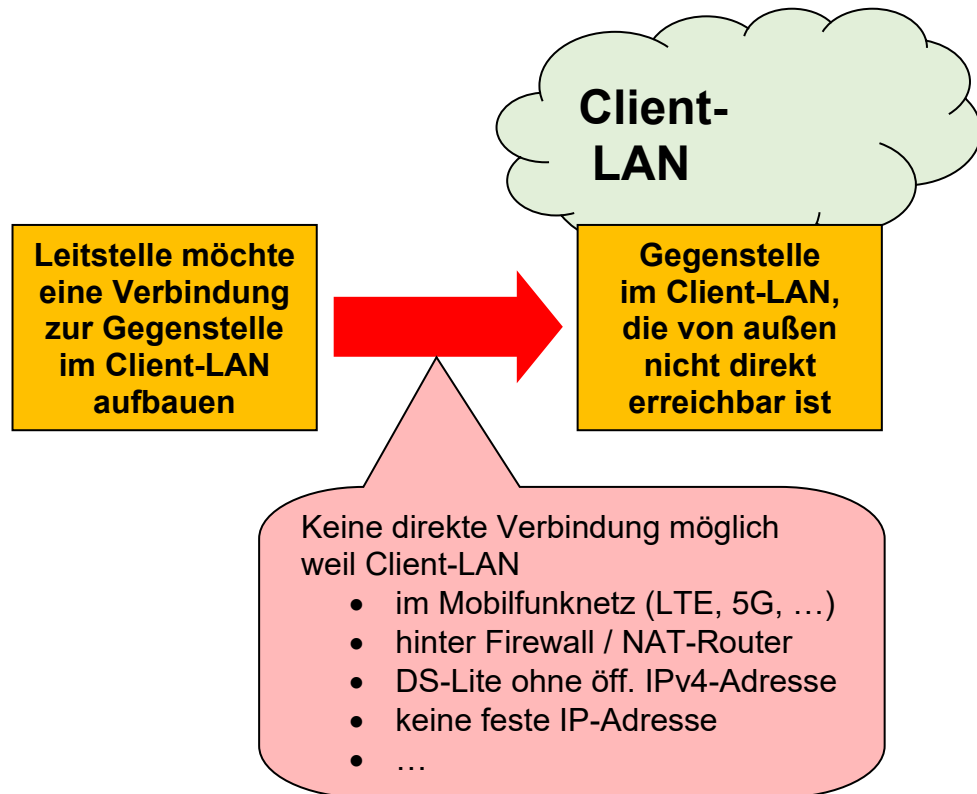 Client-
LAN
Leitstelle möchte
eine Verbindung
zur Gegenstelle
im Client-LAN
aufbauen
Gegenstelle
im Client-LAN,
die von außen
nicht direkt
erreichbar ist
Keine direkte Verbindung möglich
weil Client-LAN
• im Mobilfunknetz (LTE, 5G, …)
• hinter Firewall / NAT-Router
• DS-Lite ohne öff. IPv4-Adresse
• keine feste IP-Adresse
• …